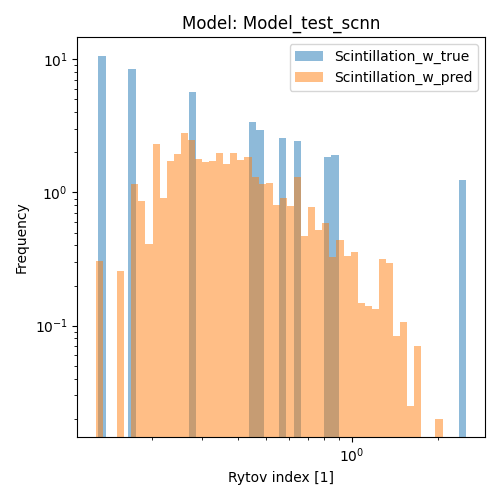 Model: Model_test_scnn
Scintillation_w_true
Scintillation_w_pred
Frequency
10¹
10⁰
10⁻¹
10⁰
Rytov index [1]